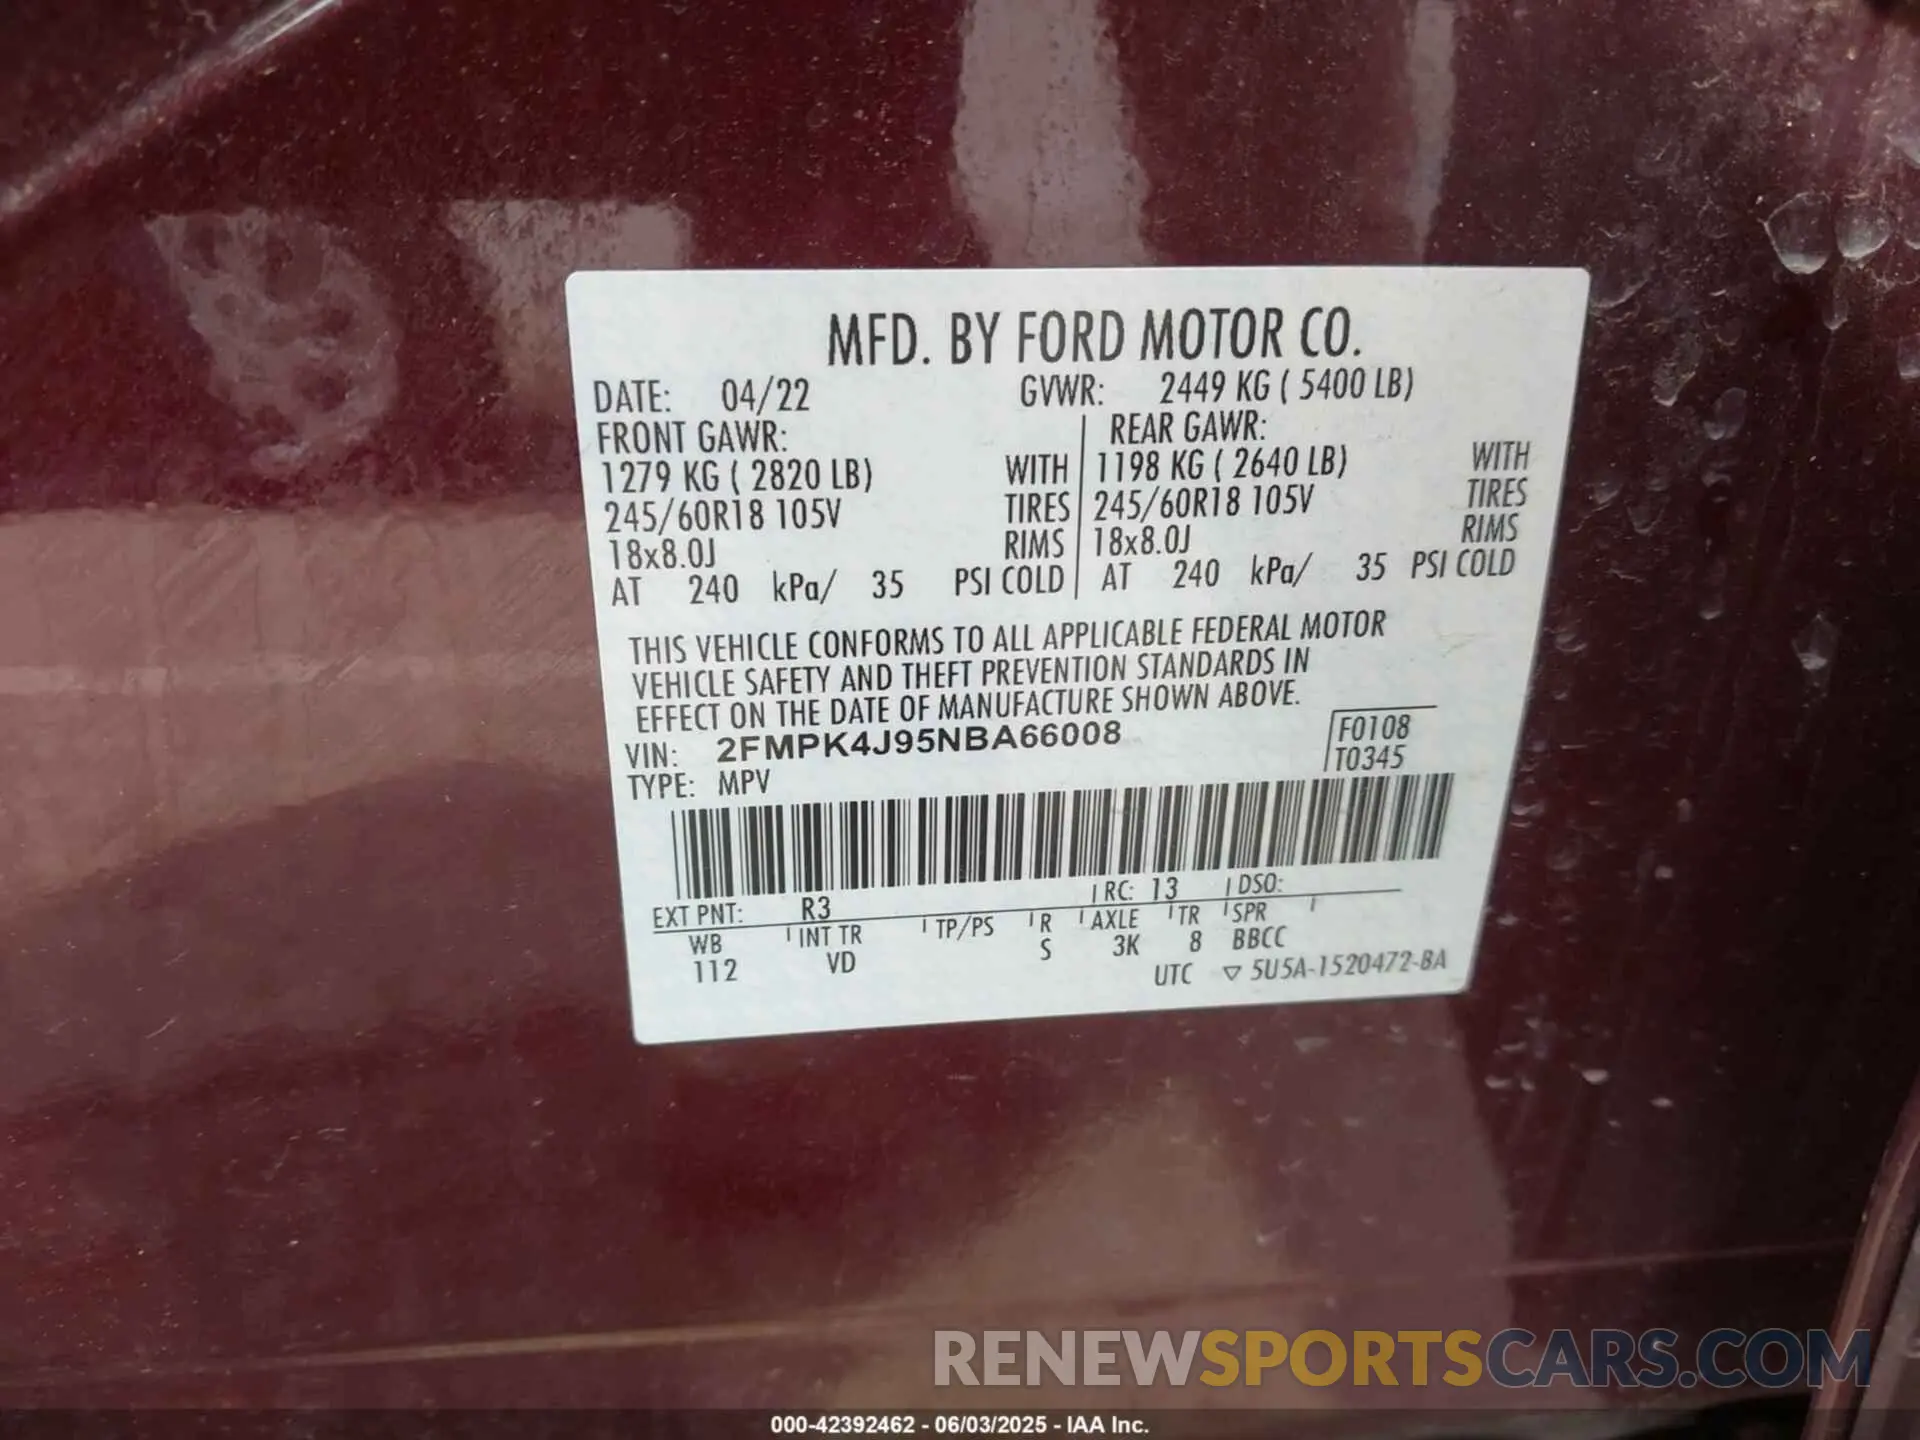 MFD. BY FORD MOTOR CO.
DATE: 04/22 GVWR: 2449 KG ( 5400 LB)
FRONT GAWR: REAR GAWR:
1279 KG ( 2820 LB) WITH 1198 KG ( 2640 LB) WITH
245/60R18 105V TIRES 245/60R18 105V TIRES
18x8.0J RIMS 18x8.0J RIMS
AT 240 kPa/ 35 PSI COLD AT 240 kPa/ 35 PSI COLD
THIS VEHICLE CONFORMS TO ALL APPLICABLE FEDERAL MOTOR
VEHICLE SAFETY AND THEFT PREVENTION STANDARDS IN
EFFECT ON THE DATE OF MANUFACTURE SHOWN ABOVE.
VIN: 2FMPK4J95NBA66008 F0108
TYPE: MPV T0345
EXT PNT: R3 RC: 13 DSO:
WB INT TR TP/PS R AXLE TR SPR
112 VD S 3K 8 BBCC
UTC ▽ 5U5A-1520472-BA
RENEWSPORTSCARS.COM
000-42392462 - 06/03/2025 - IAA Inc.